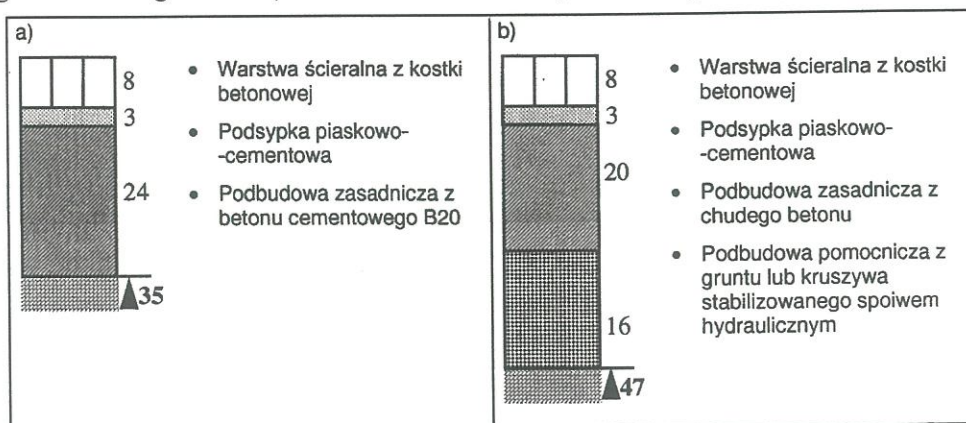 a)
8
3
24
35
• Warstwa ścieralna z kostki
betonowej
• Podsypka piaskowo-
-cementowa
• Podbudowa zasadnicza z
betonu cementowego B20
b)
8
3
20
16
47
• Warstwa ścieralna z kostki
betonowej
• Podsypka piaskowo-
-cementowa
• Podbudowa zasadnicza z
chudego betonu
• Podbudowa pomocnicza z
gruntu lub kruszywa
stabilizowanego spoiwem
hydraulicznym